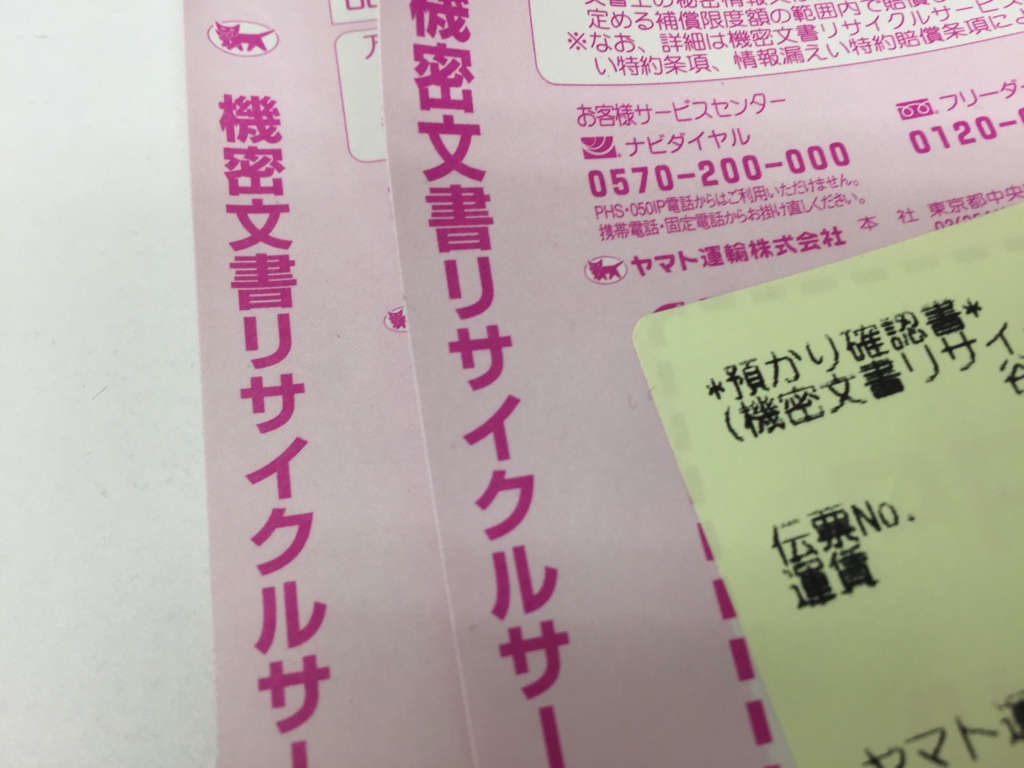 機密文書リサイクルサー
機密文書リサイクルサー
定める補償限度額の範囲内で賠償
※なお、詳細は機密文書リサイクルサービス
い特約条項、情報漏えい特約賠償条項によ
お客様サービスセンター
ナビダイヤル
0570-200-000
PHS・050IP電話からはご利用いただけません。
携帯電話・固定電話からお掛け直しください。
フリーダイ
0120-0
ヤマト運輸株式会社 本 社 東京都中央
*預かり確認書*
(機密文書リサイ
伝票No.
運賃
ヤマト運